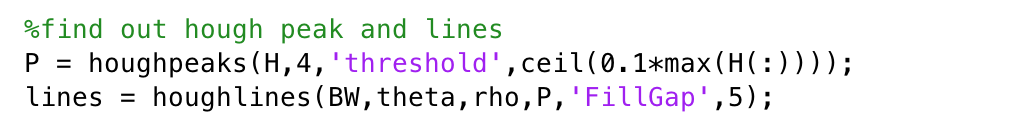 %find out hough peak and lines
P = houghpeaks(H,4,'threshold',ceil(0.1*max(H(:))));
lines = houghlines(BW,theta,rho,P,'FillGap',5);